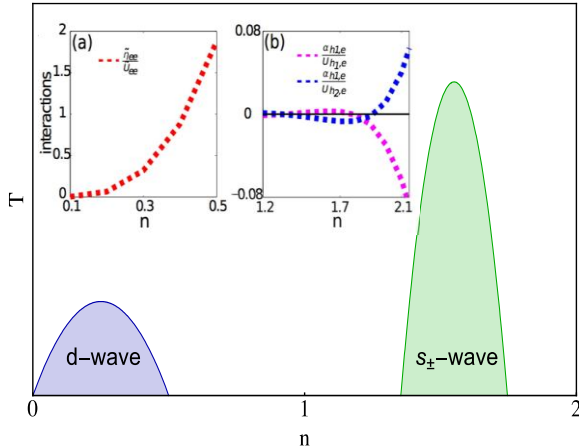 (a)
ñee
Uee
interactions
2
1.5
1
0.5
0
0.1
0.3
0.5
n
(b)
αh1,e
Uh1,e
αh1,e
Uh2,e
0.08
0
−0.08
1.2
1.7
2.1
n
T
d−wave
s±−wave
0
1
2
n